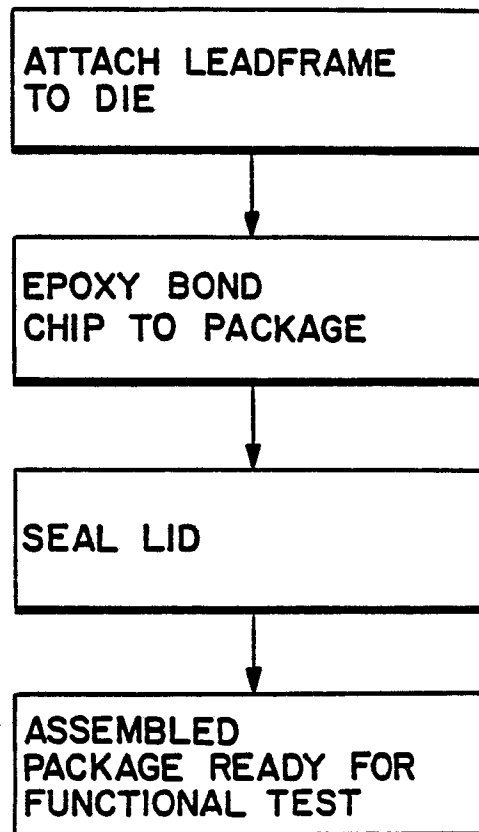 ATTACH LEADFRAME
TO DIE
EPOXY BOND
CHIP TO PACKAGE
SEAL LID
ASSEMBLED
PACKAGE READY FOR
FUNCTIONAL TEST